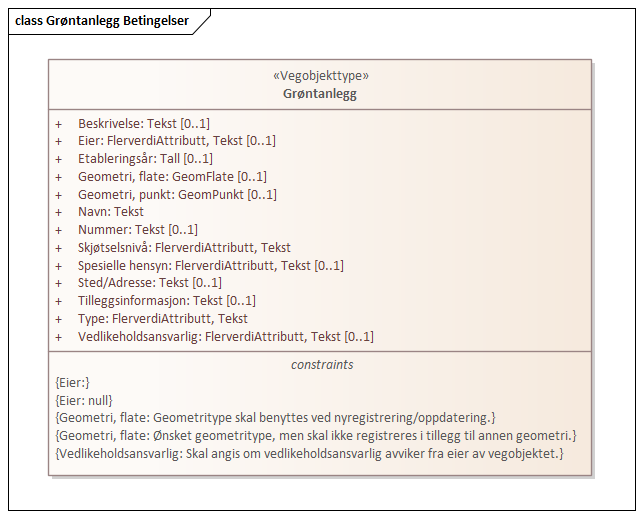 class Grøntanlegg Betingelser
«Vegobjekttype»
Grøntanlegg
+ Beskrivelse: Tekst [0..1]
+ Eier: FlerverdiAttributt, Tekst [0..1]
+ Etableringsår: Tall [0..1]
+ Geometri, flate: GeomFlate [0..1]
+ Geometri, punkt: GeomPunkt [0..1]
+ Navn: Tekst
+ Nummer: Tekst [0..1]
+ Skjøtselsnivå: FlerverdiAttributt, Tekst
+ Spesielle hensyn: FlerverdiAttributt, Tekst [0..1]
+ Sted/Adresse: Tekst [0..1]
+ Tilleggsinformasjon: Tekst [0..1]
+ Type: FlerverdiAttributt, Tekst
+ Vedlikeholdsansvarlig: FlerverdiAttributt, Tekst [0..1]
constraints
{Eier:}
{Eier: null}
{Geometri, flate: Geometritype skal benyttes ved nyregistrering/oppdatering.}
{Geometri, flate: Ønsket geometritype, men skal ikke registreres i tillegg til annen geometri.}
{Vedlikeholdsansvarlig: Skal angis om vedlikeholdsansvarlig avviker fra eier av vegobjektet.}